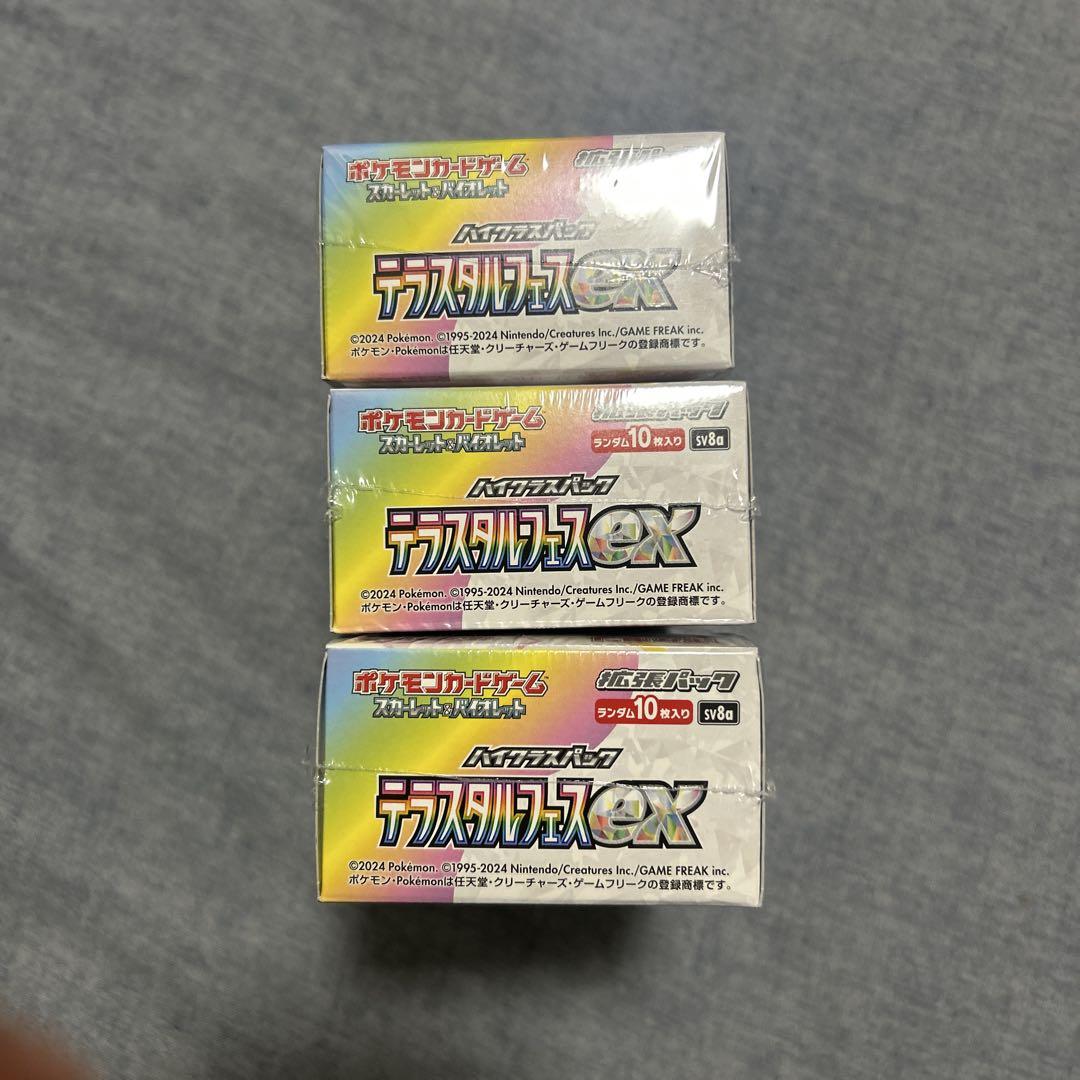 ポケモンカードゲーム 拡張パック
スカーレット&バイオレット
ハイクラスパック
テラスタルフェスex
©2024 Pokémon. ©1995-2024 Nintendo/Creatures Inc./GAME FREAK inc.
ポケモン・Pokémonは任天堂・クリーチャーズ・ゲームフリークの登録商標です。
ポケモンカードゲーム 拡張パック
スカーレット&バイオレット ランダム10枚入り SV8a
ハイクラスパック
テラスタルフェスex
©2024 Pokémon. ©1995-2024 Nintendo/Creatures Inc./GAME FREAK inc.
ポケモン・Pokémonは任天堂・クリーチャーズ・ゲームフリークの登録商標です。
ポケモンカードゲーム 拡張パック
スカーレット&バイオレット ランダム10枚入り SV8a
ハイクラスパック
テラスタルフェスex
©2024 Pokémon. ©1995-2024 Nintendo/Creatures Inc./GAME FREAK inc.
ポケモン・Pokémonは任天堂・クリーチャーズ・ゲームフリークの登録商標です。